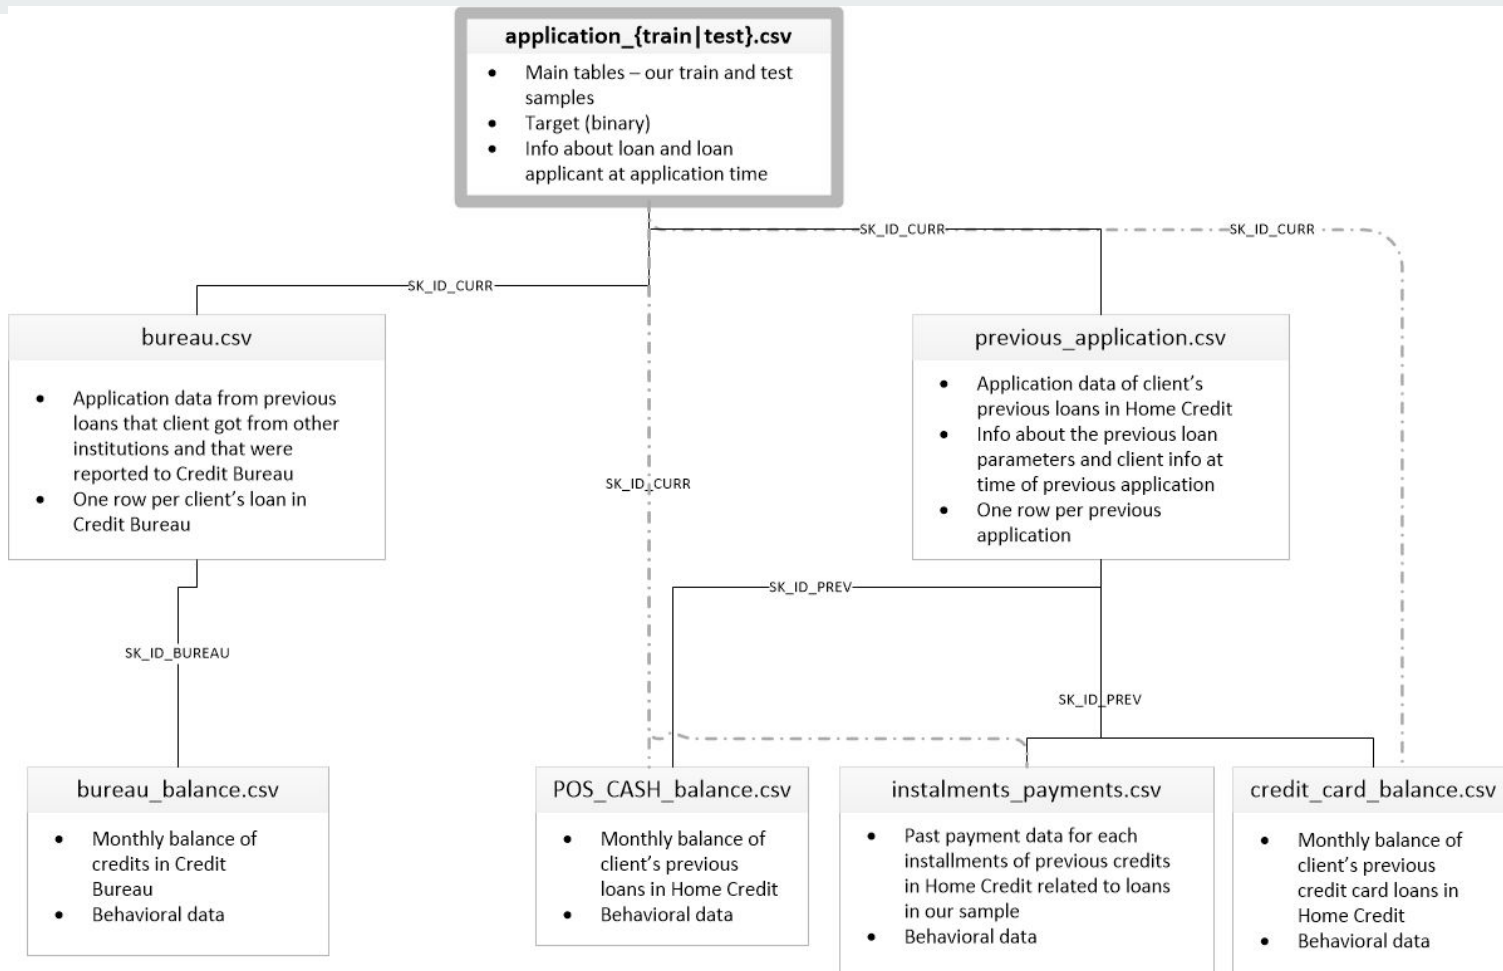 application_{train|test}.csv
• Main tables – our train and test
samples
• Target (binary)
• Info about loan and loan
applicant at application time
SK_ID_CURR
SK_ID_CURR
SK_ID_CURR
bureau.csv
• Application data from previous
loans that client got from other
institutions and that were
reported to Credit Bureau
• One row per client's loan in
Credit Bureau
previous_application.csv
• Application data of client's
previous loans in Home Credit
• Info about the previous loan
parameters and client info at
time of previous application
• One row per previous
application
SK_ID_CURR
SK_ID_PREV
SK_ID_BUREAU
SK_ID_PREV
bureau_balance.csv
• Monthly balance of
credits in Credit
Bureau
• Behavioral data
POS_CASH_balance.csv
• Monthly balance of
client's previous
loans in Home Credit
• Behavioral data
instalments_payments.csv
• Past payment data for each
installments of previous credits
in Home Credit related to loans
in our sample
• Behavioral data
credit_card_balance.csv
• Monthly balance of
client's previous
credit card loans in
Home Credit
• Behavioral data